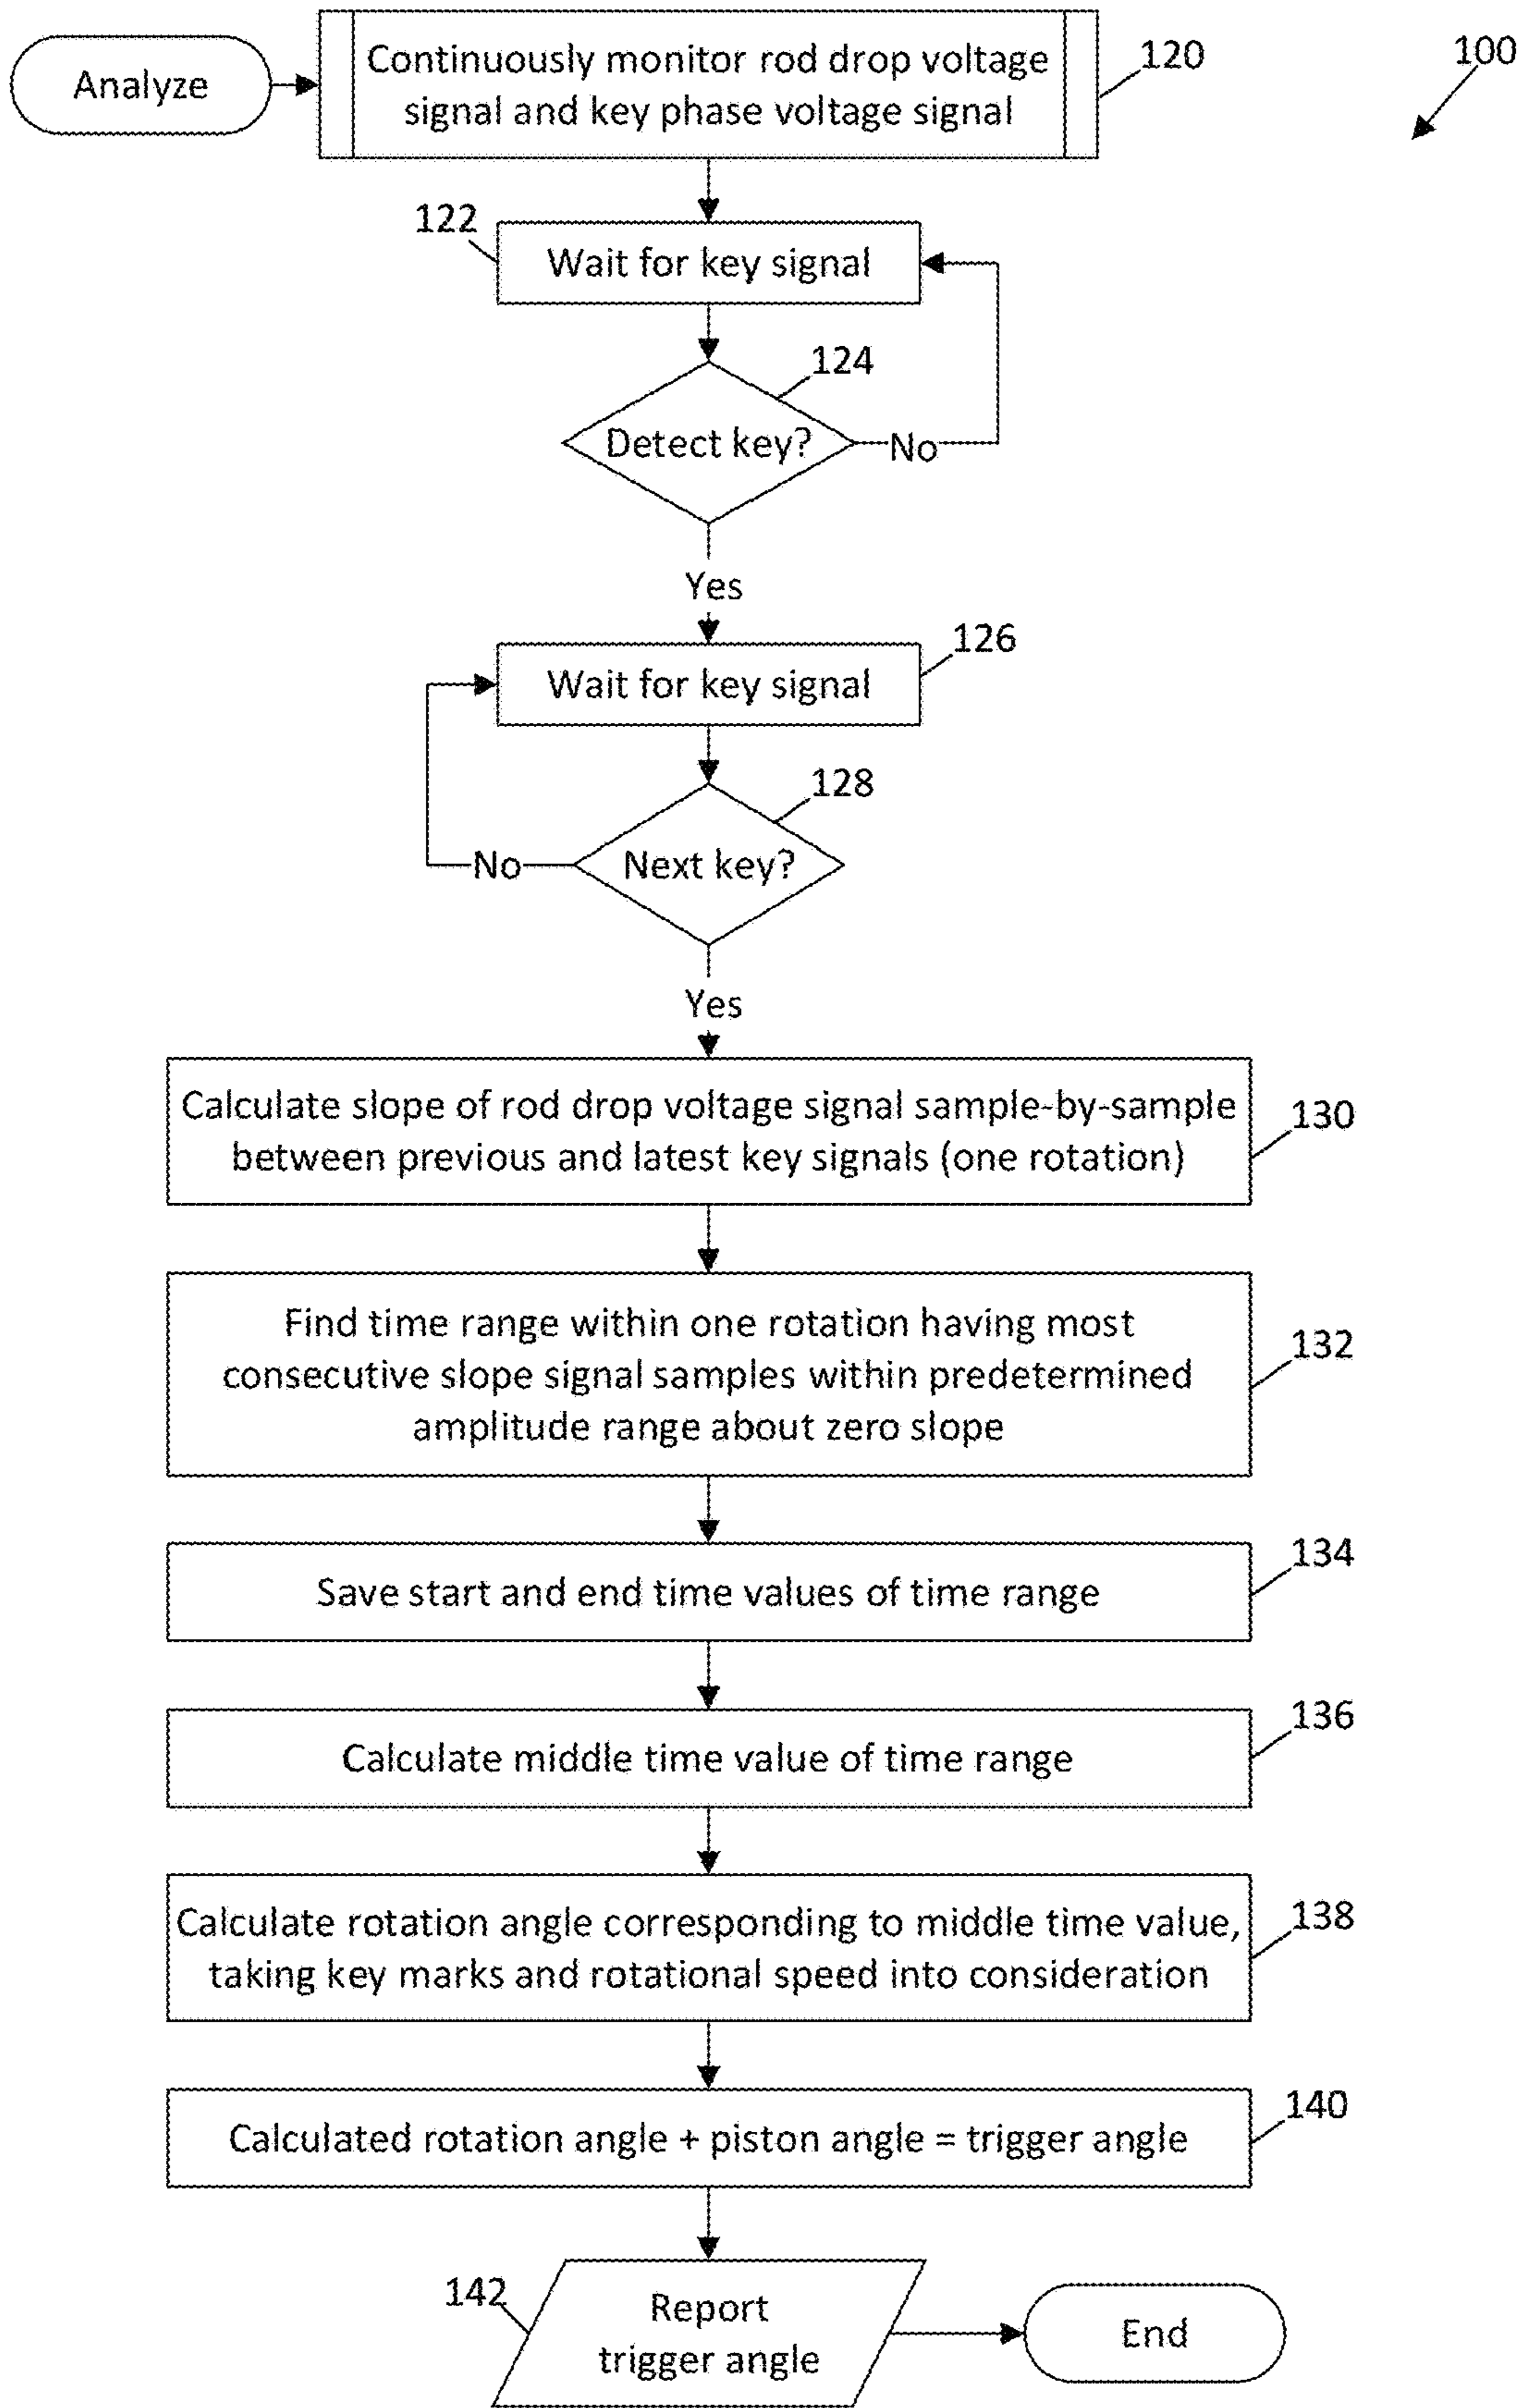 Analyze
Continuously monitor rod drop voltage
signal and key phase voltage signal
120
100
122
Wait for key signal
124
Detect key?
No
Yes
126
Wait for key signal
128
Next key?
No
Yes
Calculate slope of rod drop voltage signal sample-by-sample
between previous and latest key signals (one rotation)
130
Find time range within one rotation having most
consecutive slope signal samples within predetermined
amplitude range about zero slope
132
Save start and end time values of time range
134
Calculate middle time value of time range
136
Calculate rotation angle corresponding to middle time value,
taking key marks and rotational speed into consideration
138
Calculated rotation angle + piston angle = trigger angle
140
142
Report
trigger angle
End